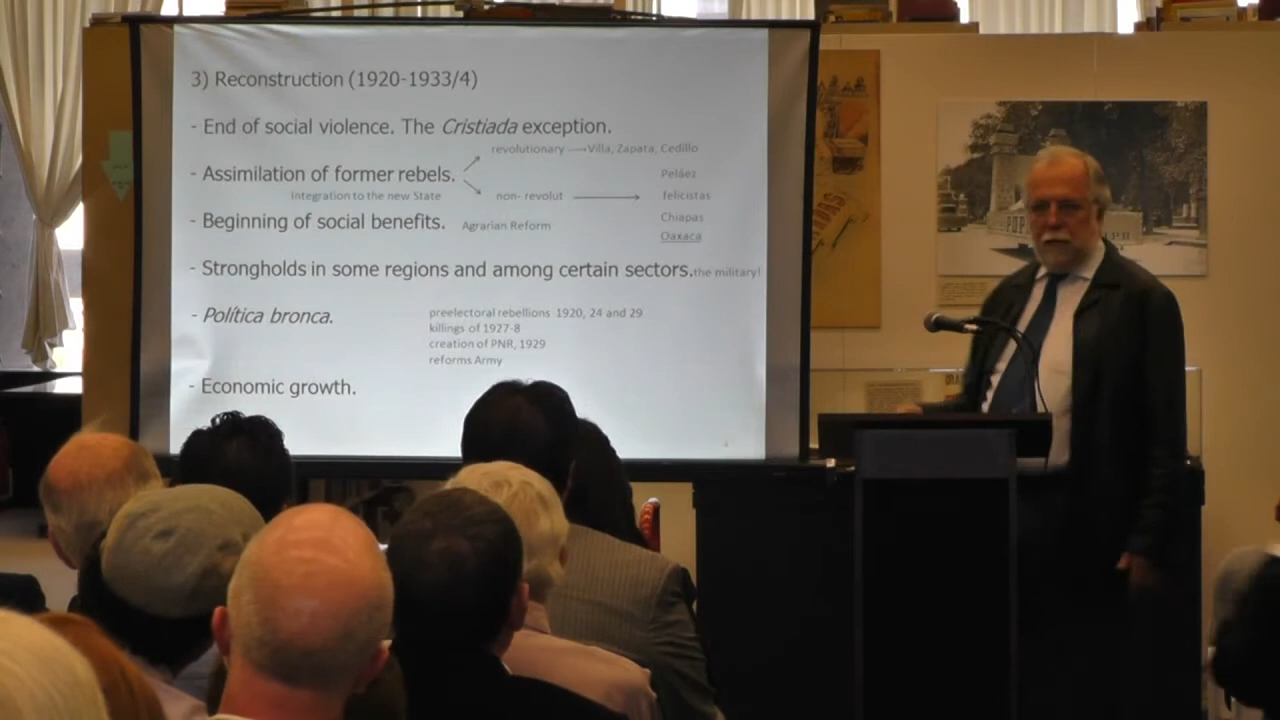 3) Reconstruction (1920-1933/4)
- End of social violence. The Cristiada exception.
revolutionary → Villa, Zapata, Cedillo
- Assimilation of former rebels.
Peláez
Integration to the new State
non- revolut → felicistas
- Beginning of social benefits. Agrarian Reform
Chiapas
Oaxaca
- Strongholds in some regions and among certain sectors. the military!
- Política bronca.
preelectoral rebellions 1920, 24 and 29
killings of 1927-8
creation of PNR, 1929
reforms Army
- Economic growth.